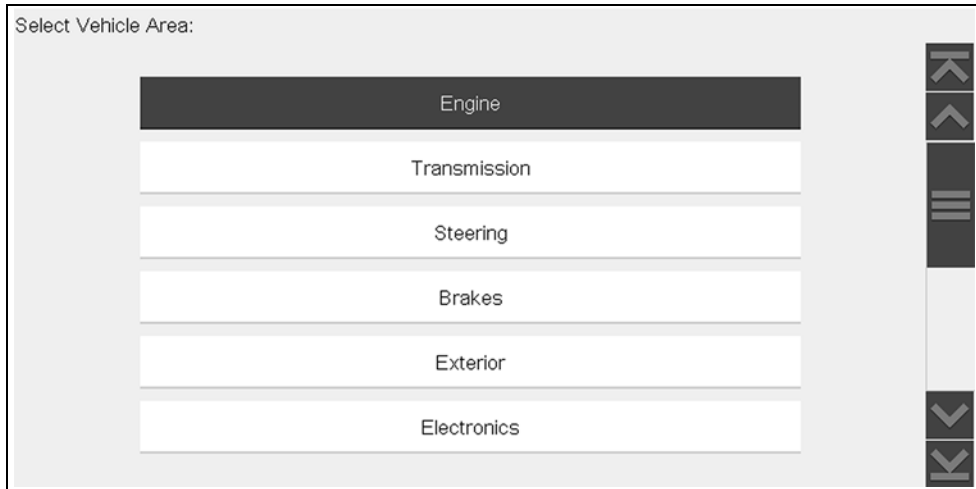 Select Vehicle Area:
Engine
Transmission
Steering
Brakes
Exterior
Electronics